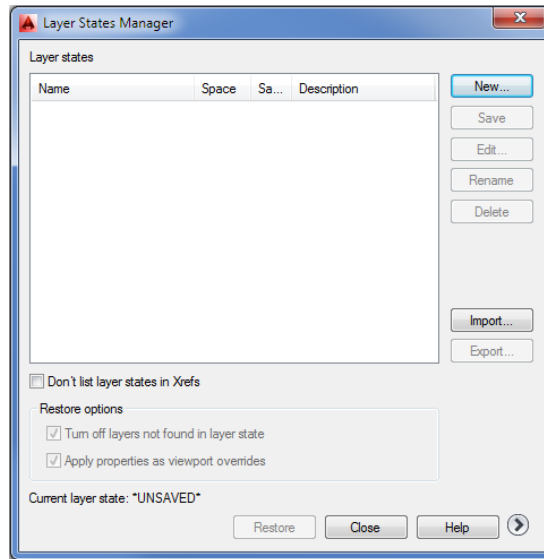 Layer States Manager
Layer states
Name Space Sa... Description
New...
Save
Edit...
Rename
Delete
Import...
Export...
Don't list layer states in Xrefs
Restore options
Turn off layers not found in layer state
Apply properties as viewport overrides
Current layer state: "UNSAVED"
Restore Close Help